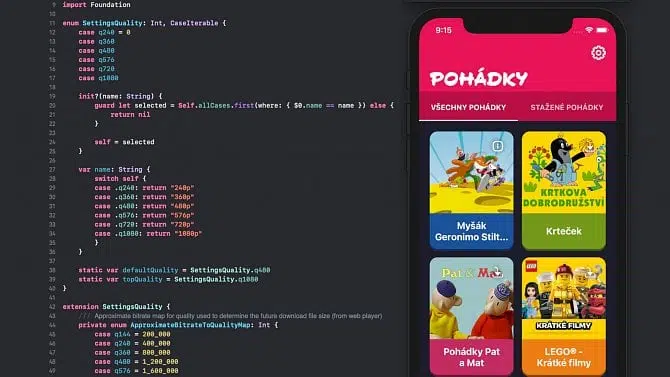 9 import Foundation
10
11 enum SettingsQuality: Int, CaseIterable {
12 case q240 = 0
13 case q360
14 case q480
15 case q576
16 case q720
17 case q1080
18
19 init?(name: String) {
20 guard let selected = Self.allCases.first(where: { $0.name == name }) else {
21 return nil
22 }
23
24 self = selected
25 }
26
27 var name: String {
28 switch self {
29 case .q240: return "240p"
30 case .q360: return "360p"
31 case .q480: return "480p"
32 case .q576: return "576p"
33 case .q720: return "720p"
34 case .q1080: return "1080p"
35 }
36 }
37
38 static var defaultQuality = SettingsQuality.q480
39 static var topQuality = SettingsQuality.q1080
40 }
41
42 extension SettingsQuality {
43 /// Approximate bitrate map for quality used to determine the future download file size (from web player)
44 private enum ApproximateBitrateToQualityMap: Int {
45 case q144 = 200_000
46 case q240 = 400_000
47 case q360 = 800_000
48 case q480 = 1_200_000
49 case q576 = 1_600_000
9:15
POHÁDKY
VŠECHNY POHÁDKY STAŽENÉ POHÁDKY
KRTKOVA
DOBRODRUŽSTVÍ
Myšák
Geronimo Stilt...
Krteček
Pat & Mat
LEGO
KRÁTKÉ FILMY
Pohádky Pat
a Mat
LEGO® -
Krátké filmy